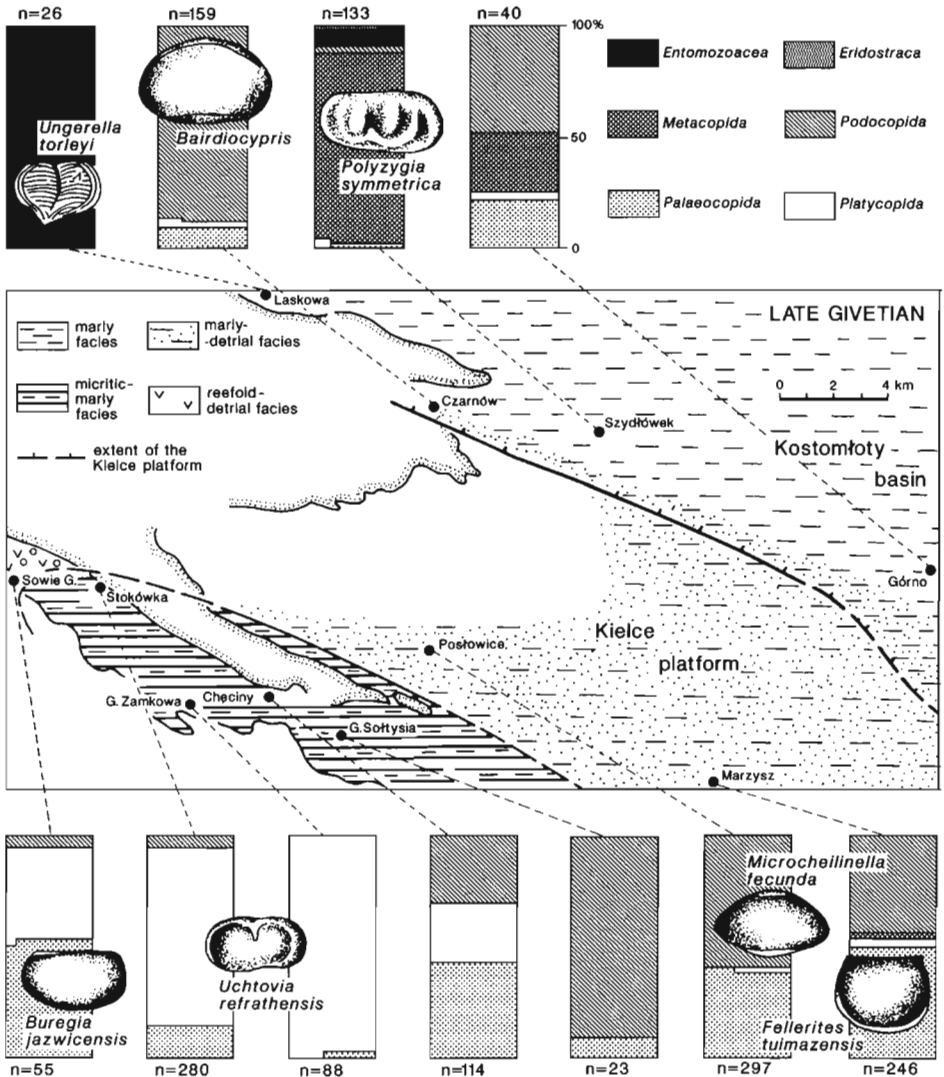 n=26
n=159
n=133
n=40
100%
50
0
Entomozoacea
Eridostraca
Metacopida
Podocopida
Palaeocopida
Platycopida
Ungerella
torleyi
Bairdiocypris
Polyzygia
symmetrica
LATE GIVETIAN
marly
facies
marly-
-detrial facies
micritic-
marly
facies
reefoid-
detrial facies
extent of the
Kielce platform
0 2 4 km
Laskowa
Czarnów
Szydłówek
Kostomłoty
basin
Górno
Sowie G.
Stokówka
Kielce
platform
Posłowice
G. Zamkowa
Chęciny
G. Sołtysia
Marzysz
Buregia
jazwicensis
Uchtovia
refrathensis
Microcheilinella
fecunda
Fellerites
tuimazensis
n=55
n=280
n=88
n=114
n=23
n=297
n=246